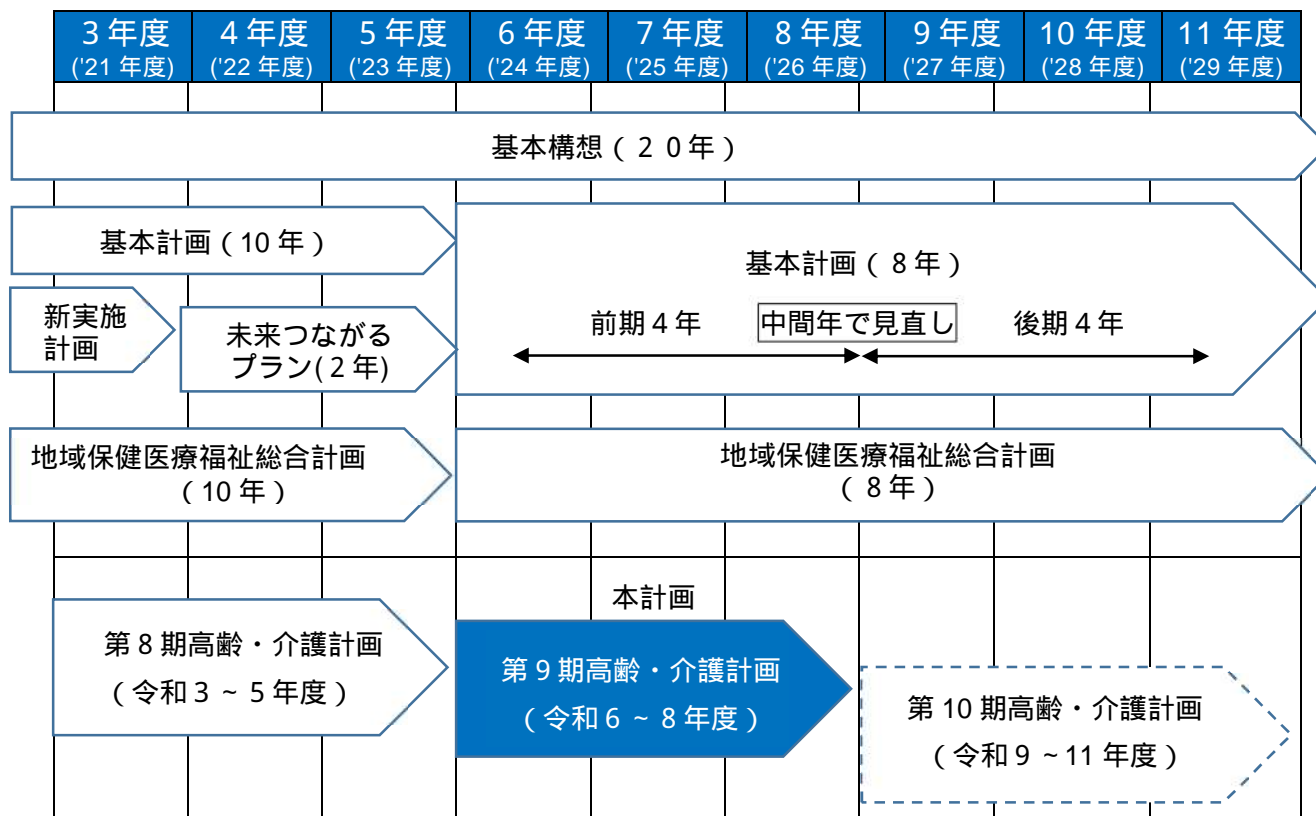 3年度 4年度 5年度 6年度 7年度 8年度 9年度 10年度 11年度
('21年度) ('22年度) ('23年度) ('24年度) ('25年度) ('26年度) ('27年度) ('28年度) ('29年度)
基本構想(20年)
基本計画(10年)
基本計画(8年)
新実施
計画
未来つながる
プラン(2年)
前期4年 中間年で見直し 後期4年
地域保健医療福祉総合計画
(10年)
地域保健医療福祉総合計画
(8年)
本計画
第8期高齢・介護計画
(令和3~5年度)
第9期高齢・介護計画
(令和6~8年度)
第10期高齢・介護計画
(令和9~11年度)